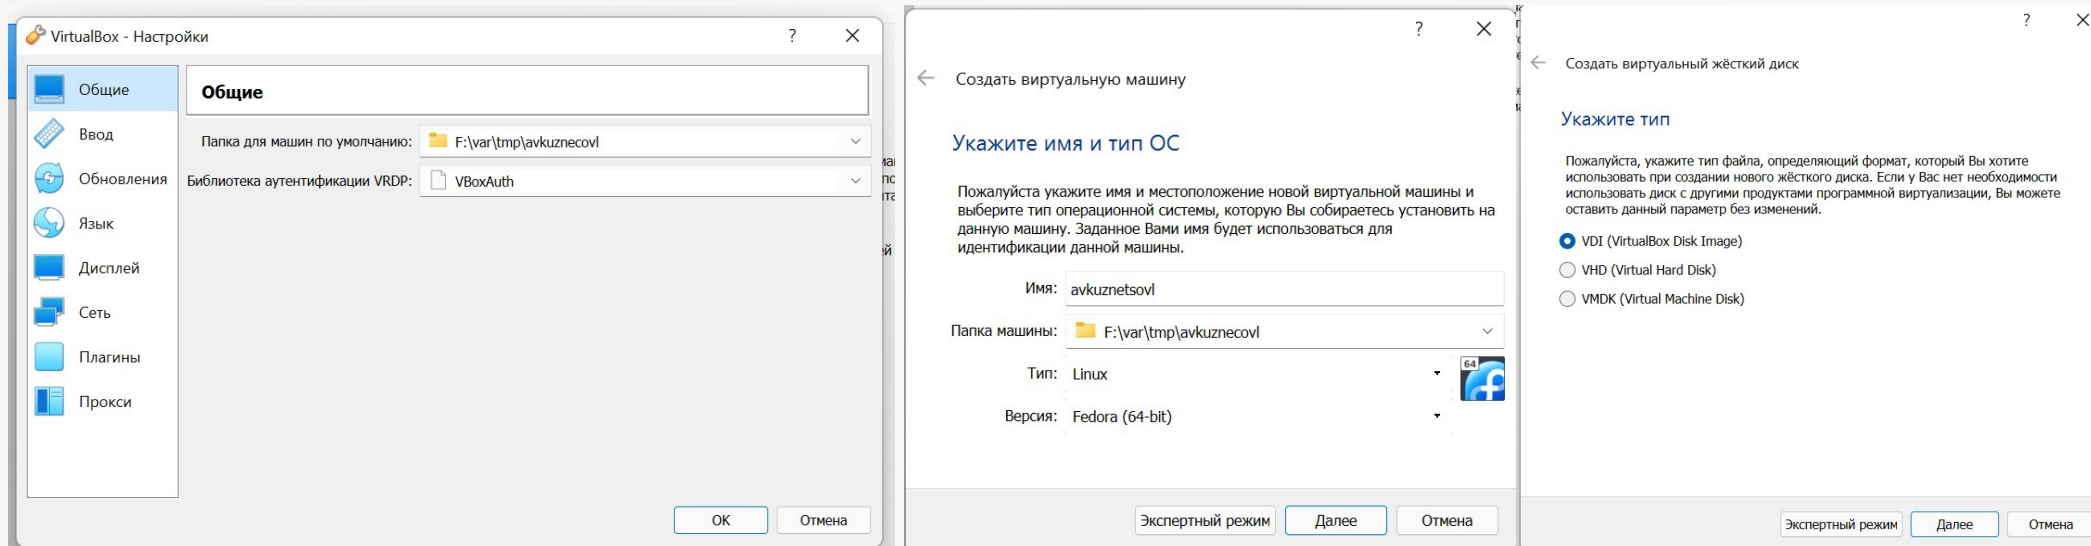 VirtualBox - Настройки
?
Общие
Ввод
Обновления
Язык
Дисплей
Сеть
Плагины
Прокси
Общие
Папка для машин по умолчанию: F:\var\tmp\avkuznecovl
Библиотека аутентификации VRDP: VBoxAuth
OK
Отмена
?
Создать виртуальную машину
Укажите имя и тип ОС
Пожалуйста укажите имя и местоположение новой виртуальной машины и
выберите тип операционной системы, которую Вы собираетесь установить на
данную машину. Заданное Вами имя будет использоваться для
идентификации данной машины.
Имя: avkuznetsovl
Папка машины: F:\var\tmp\avkuznecovl
Тип: Linux
64
Версия: Fedora (64-bit)
Экспертный режим
Далее
Отмена
?
Создать виртуальный жёсткий диск
Укажите тип
Пожалуйста, укажите тип файла, определяющий формат, который Вы хотите
использовать при создании нового жёсткого диска. Если у Вас нет необходимости
использовать диск с другими продуктами программной виртуализации, Вы можете
оставить данный параметр без изменений.
VDI (VirtualBox Disk Image)
VHD (Virtual Hard Disk)
VMDK (Virtual Machine Disk)
Экспертный режим
Далее
Отмена